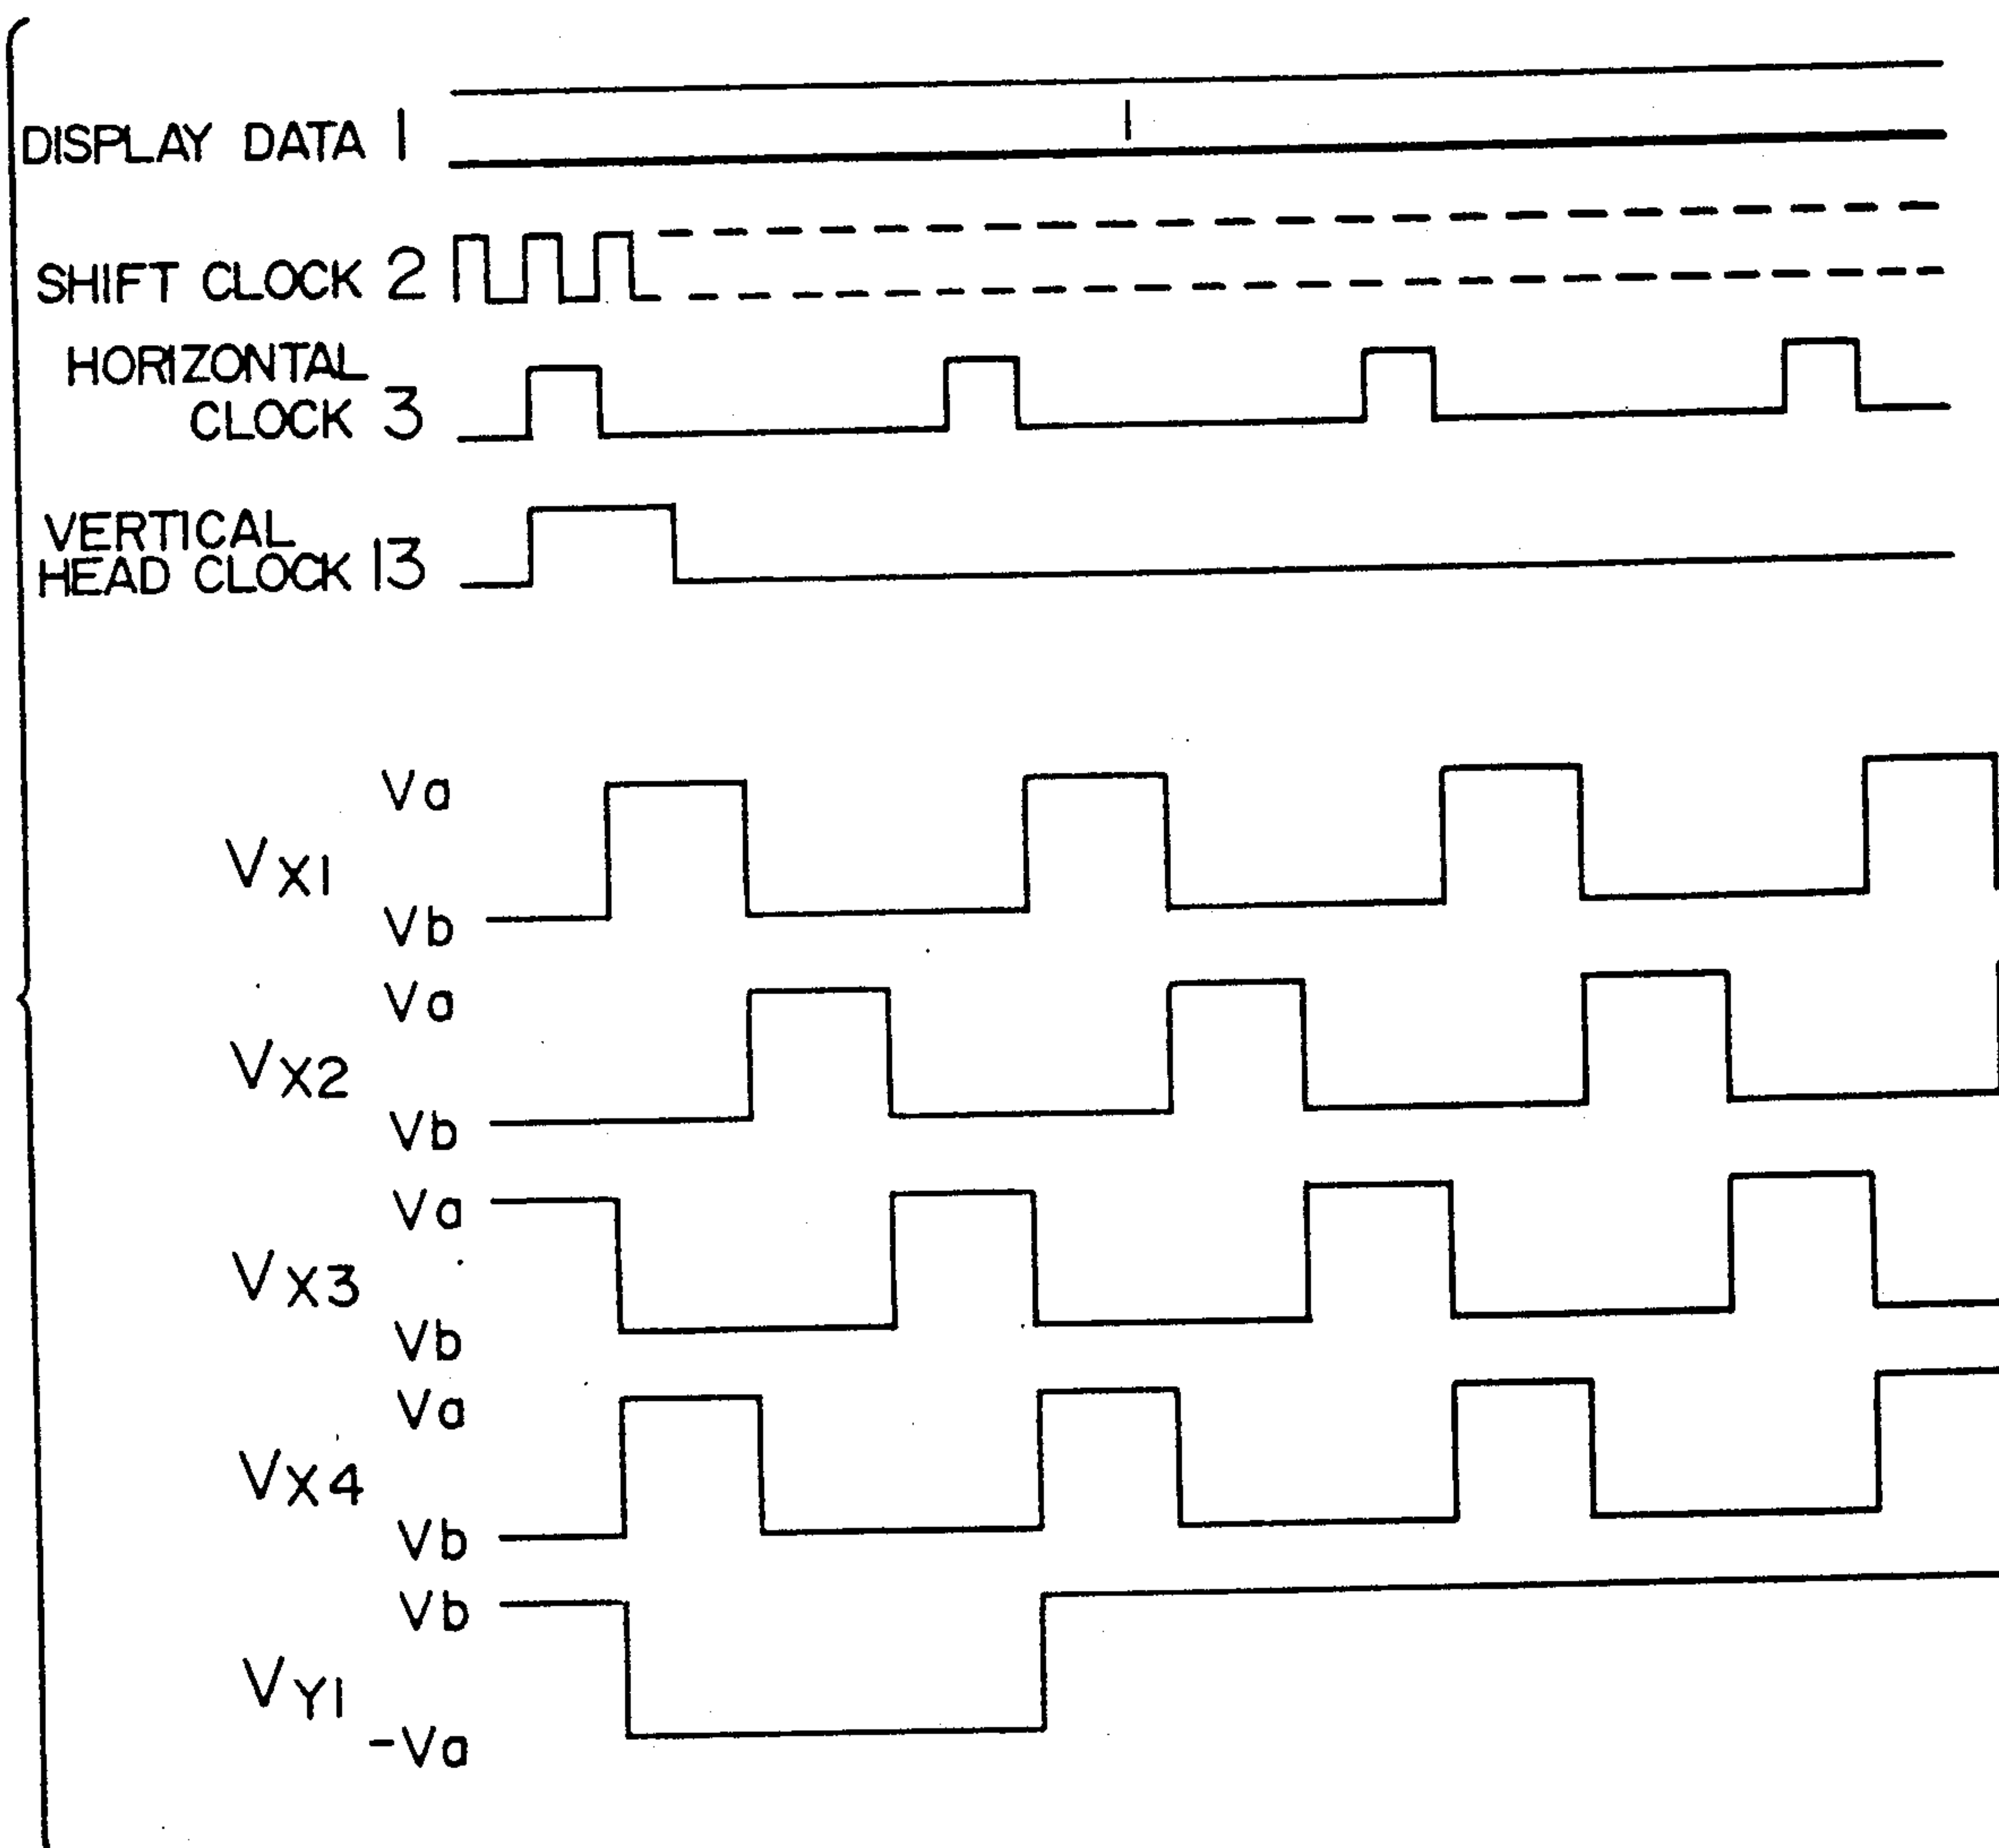 DISPLAY DATA 1
1
SHIFT CLOCK 2
HORIZONTAL
CLOCK 3
VERTICAL
HEAD CLOCK 13
Va
VX1
Vb
Va
VX2
Vb
Va
VX3
Vb
Va
VX4
Vb
Vb
VY1
-Va